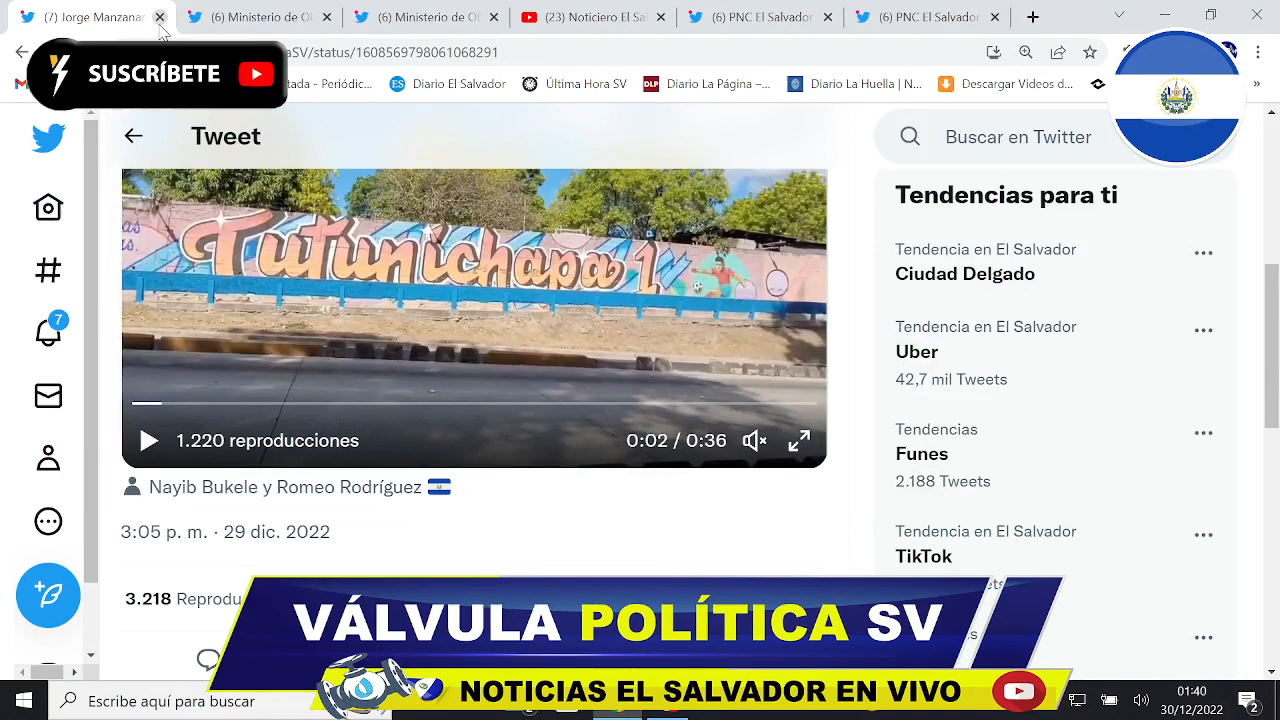 (7) Jorge Manzanar
(6) Ministerio de O
(6) Ministerio de O
(23) Noticiero El Sa
(6) PNC El Salvador
(6) PNC El Salvador
SUSCRÍBETE
aSV/status/1608569798061068291
tada - Periódic...
ES Diario El Salvador
Última Hora SV
DLP Diario La Página –...
Diario La Huella | N...
Descargar Videos d...
»
Tweet
Buscar en Twitter
Tutunichapa 1
1.220 reproducciones
0:02 / 0:36
Nayib Bukele y Romeo Rodríguez
3:05 p. m. · 29 dic. 2022
3.218 Reprodu
7
Tendencias para ti
Tendencia en El Salvador
Ciudad Delgado
Tendencia en El Salvador
Uber
42,7 mil Tweets
Tendencias
Funes
2.188 Tweets
Tendencia en El Salvador
TikTok
VÁLVULA POLÍTICA SV
NOTICIAS EL SALVADOR EN VIVO
Escribe aquí para buscar
01:40
30/12/2022
2